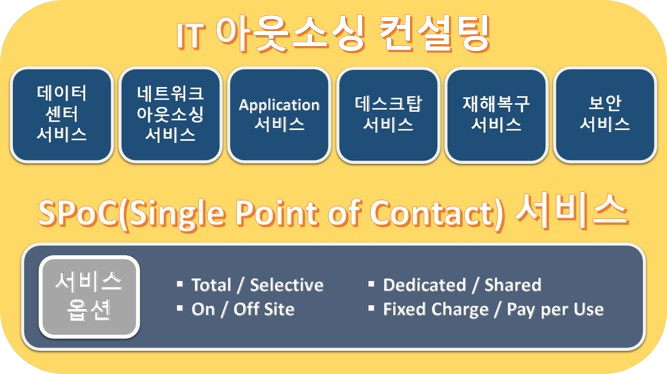 IT 아웃소싱 컨설팅
데이터
센터
서비스
네트워크
아웃소싱
서비스
Application
서비스
데스크탑
서비스
재해복구
서비스
보안
서비스
SPoC(Single Point of Contact) 서비스
서비스
옵션
▪ Total / Selective
▪ On / Off Site
▪ Dedicated / Shared
▪ Fixed Charge / Pay per Use